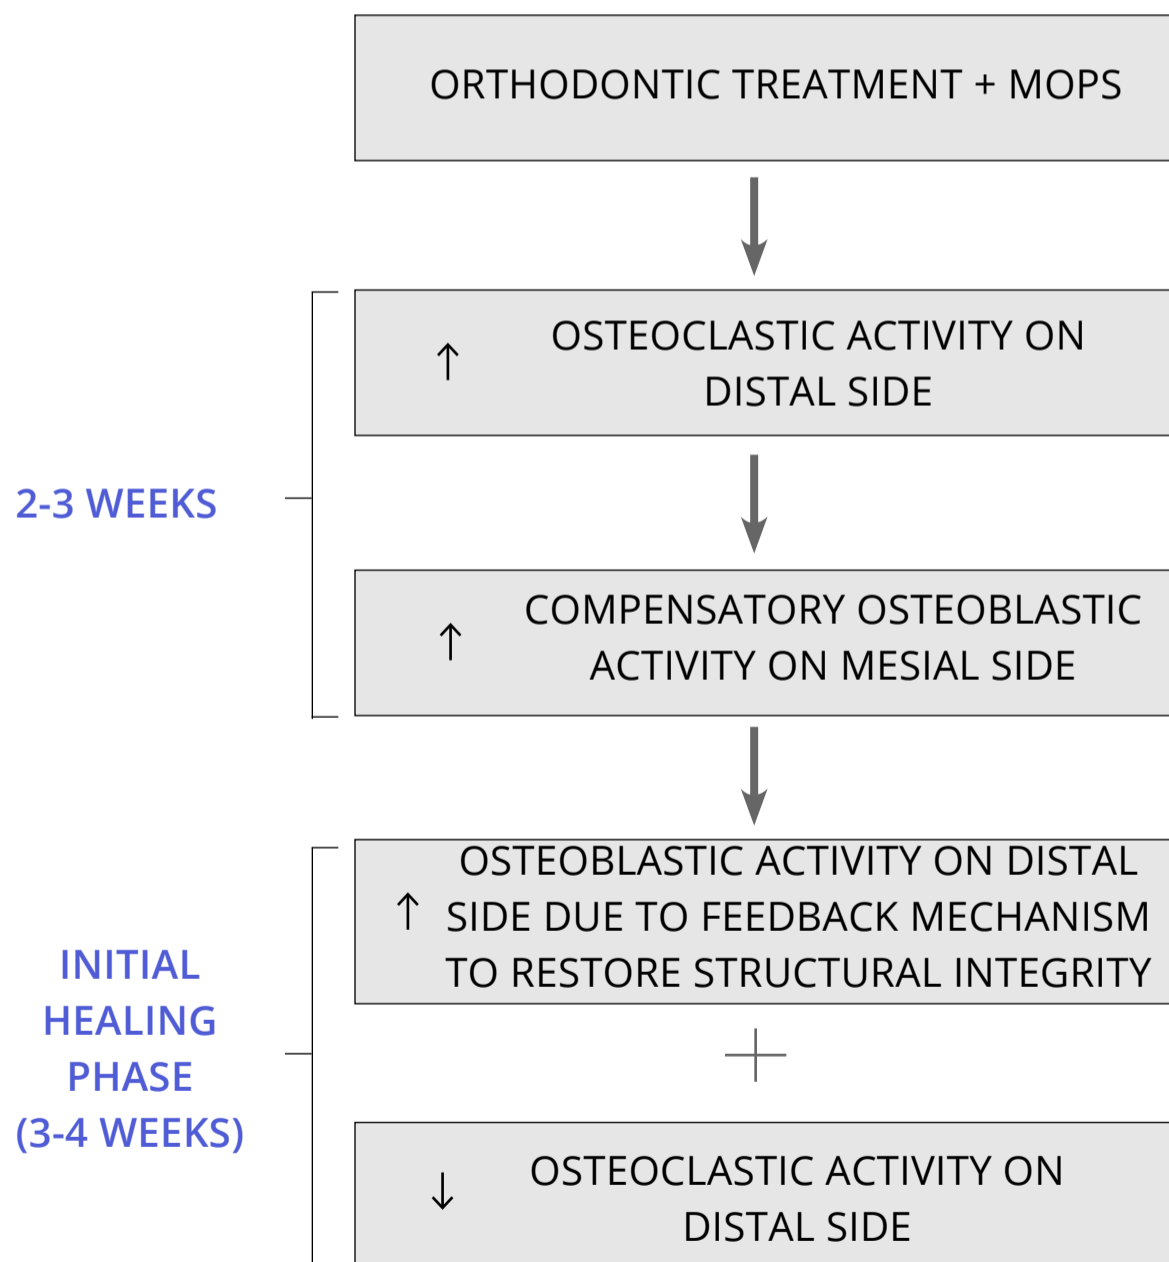 ORTHODONTIC TREATMENT + MOPS
↑ OSTEOCLASTIC ACTIVITY ON
DISTAL SIDE
2-3 WEEKS
↑ COMPENSATORY OSTEOBLASTIC
ACTIVITY ON MESIAL SIDE
OSTEOBLASTIC ACTIVITY ON DISTAL
↑ SIDE DUE TO FEEDBACK MECHANISM
TO RESTORE STRUCTURAL INTEGRITY
INITIAL
HEALING
PHASE
(3-4 WEEKS)
+
↓ OSTEOCLASTIC ACTIVITY ON
DISTAL SIDE